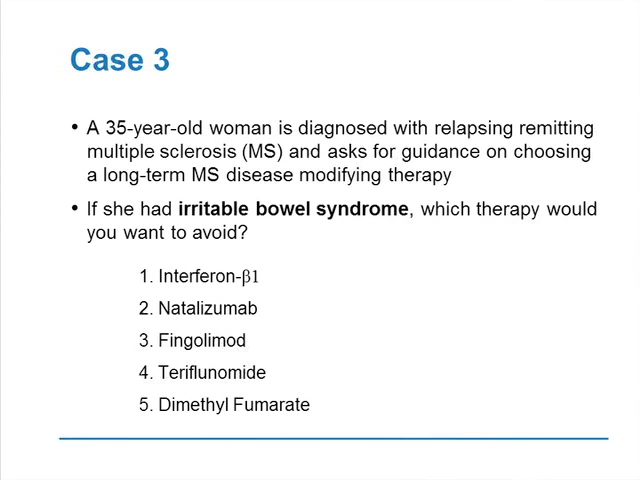 Case 3
• A 35-year-old woman is diagnosed with relapsing remitting
multiple sclerosis (MS) and asks for guidance on choosing
a long-term MS disease modifying therapy
• If she had irritable bowel syndrome, which therapy would
you want to avoid?
1. Interferon-β1
2. Natalizumab
3. Fingolimod
4. Teriflunomide
5. Dimethyl Fumarate